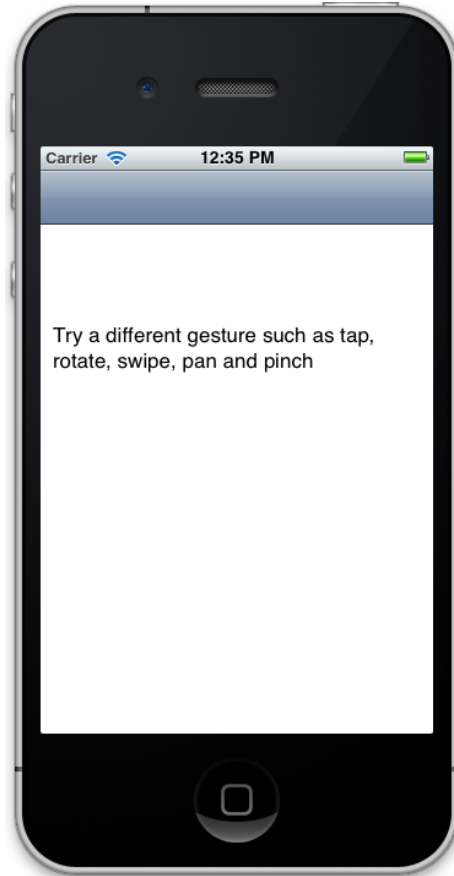 Carrier 12:35 PM
Try a different gesture such as tap,
rotate, swipe, pan and pinch